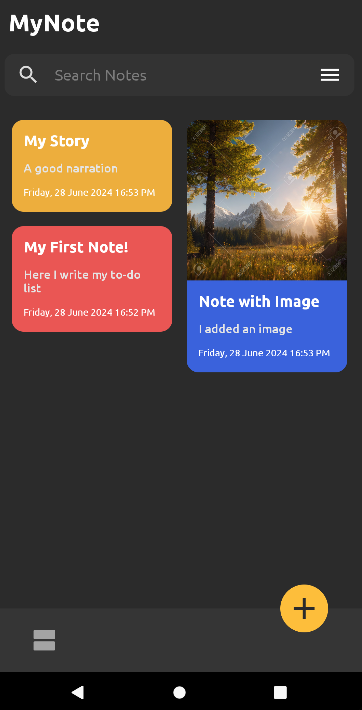 MyNote
Search Notes
My Story
A good narration
Friday, 28 June 2024 16:53 PM
My First Note!
Here I write my to-do
list
Friday, 28 June 2024 16:52 PM
Note with Image
I added an image
Friday, 28 June 2024 16:53 PM